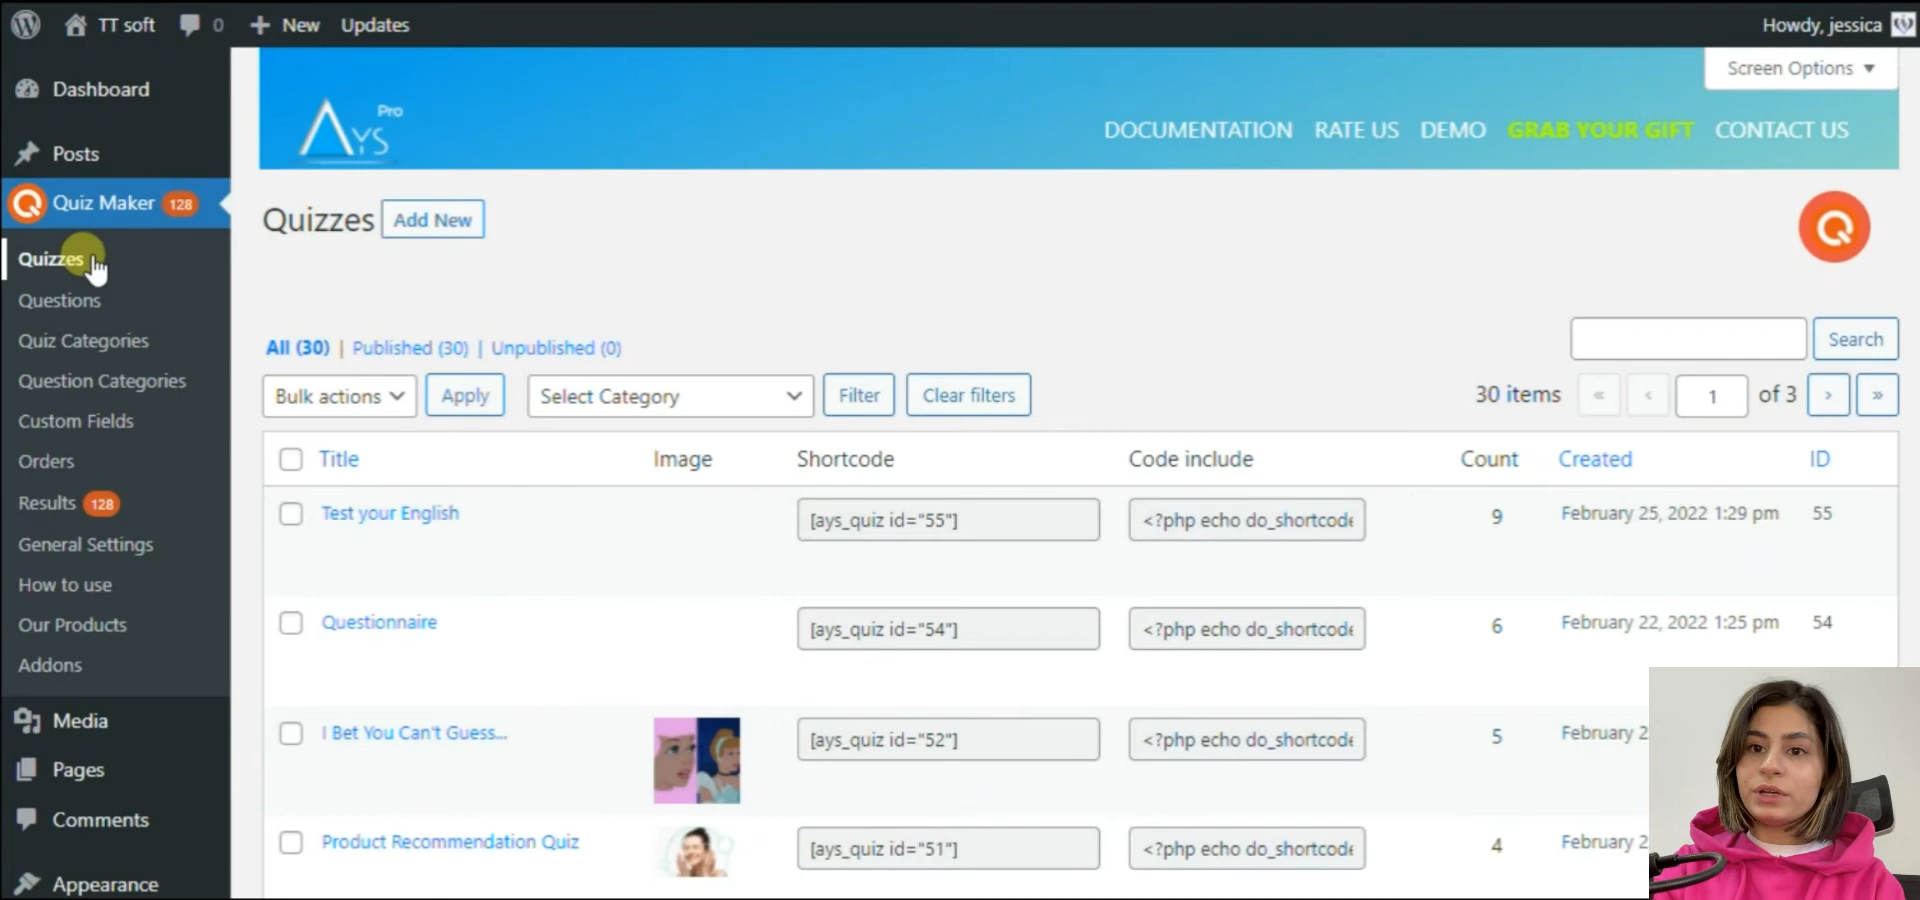 TT soft
0
New
Updates
Howdy, jessica
Dashboard
Posts
Quiz Maker 128
Quizzes
Questions
Quiz Categories
Question Categories
Custom Fields
Orders
Results 128
General Settings
How to use
Our Products
Addons
Media
Pages
Comments
Appearance
Screen Options
AYS Pro
DOCUMENTATION RATE US DEMO GRAB YOUR GIFT CONTACT US
Quizzes Add New
All (30) | Published (30) | Unpublished (0)
Search
Bulk actions Apply Select Category Filter Clear filters 30 items « ‹ 1 of 3 › »
Title Image Shortcode Code include Count Created ID
Test your English [ays_quiz id="55"] <?php echo do_shortcode 9 February 25, 2022 1:29 pm 55
Questionnaire [ays_quiz id="54"] <?php echo do_shortcode 6 February 22, 2022 1:25 pm 54
I Bet You Can't Guess... [ays_quiz id="52"] <?php echo do_shortcode 5 February 2
Product Recommendation Quiz [ays_quiz id="51"] <?php echo do_shortcode 4 February 2